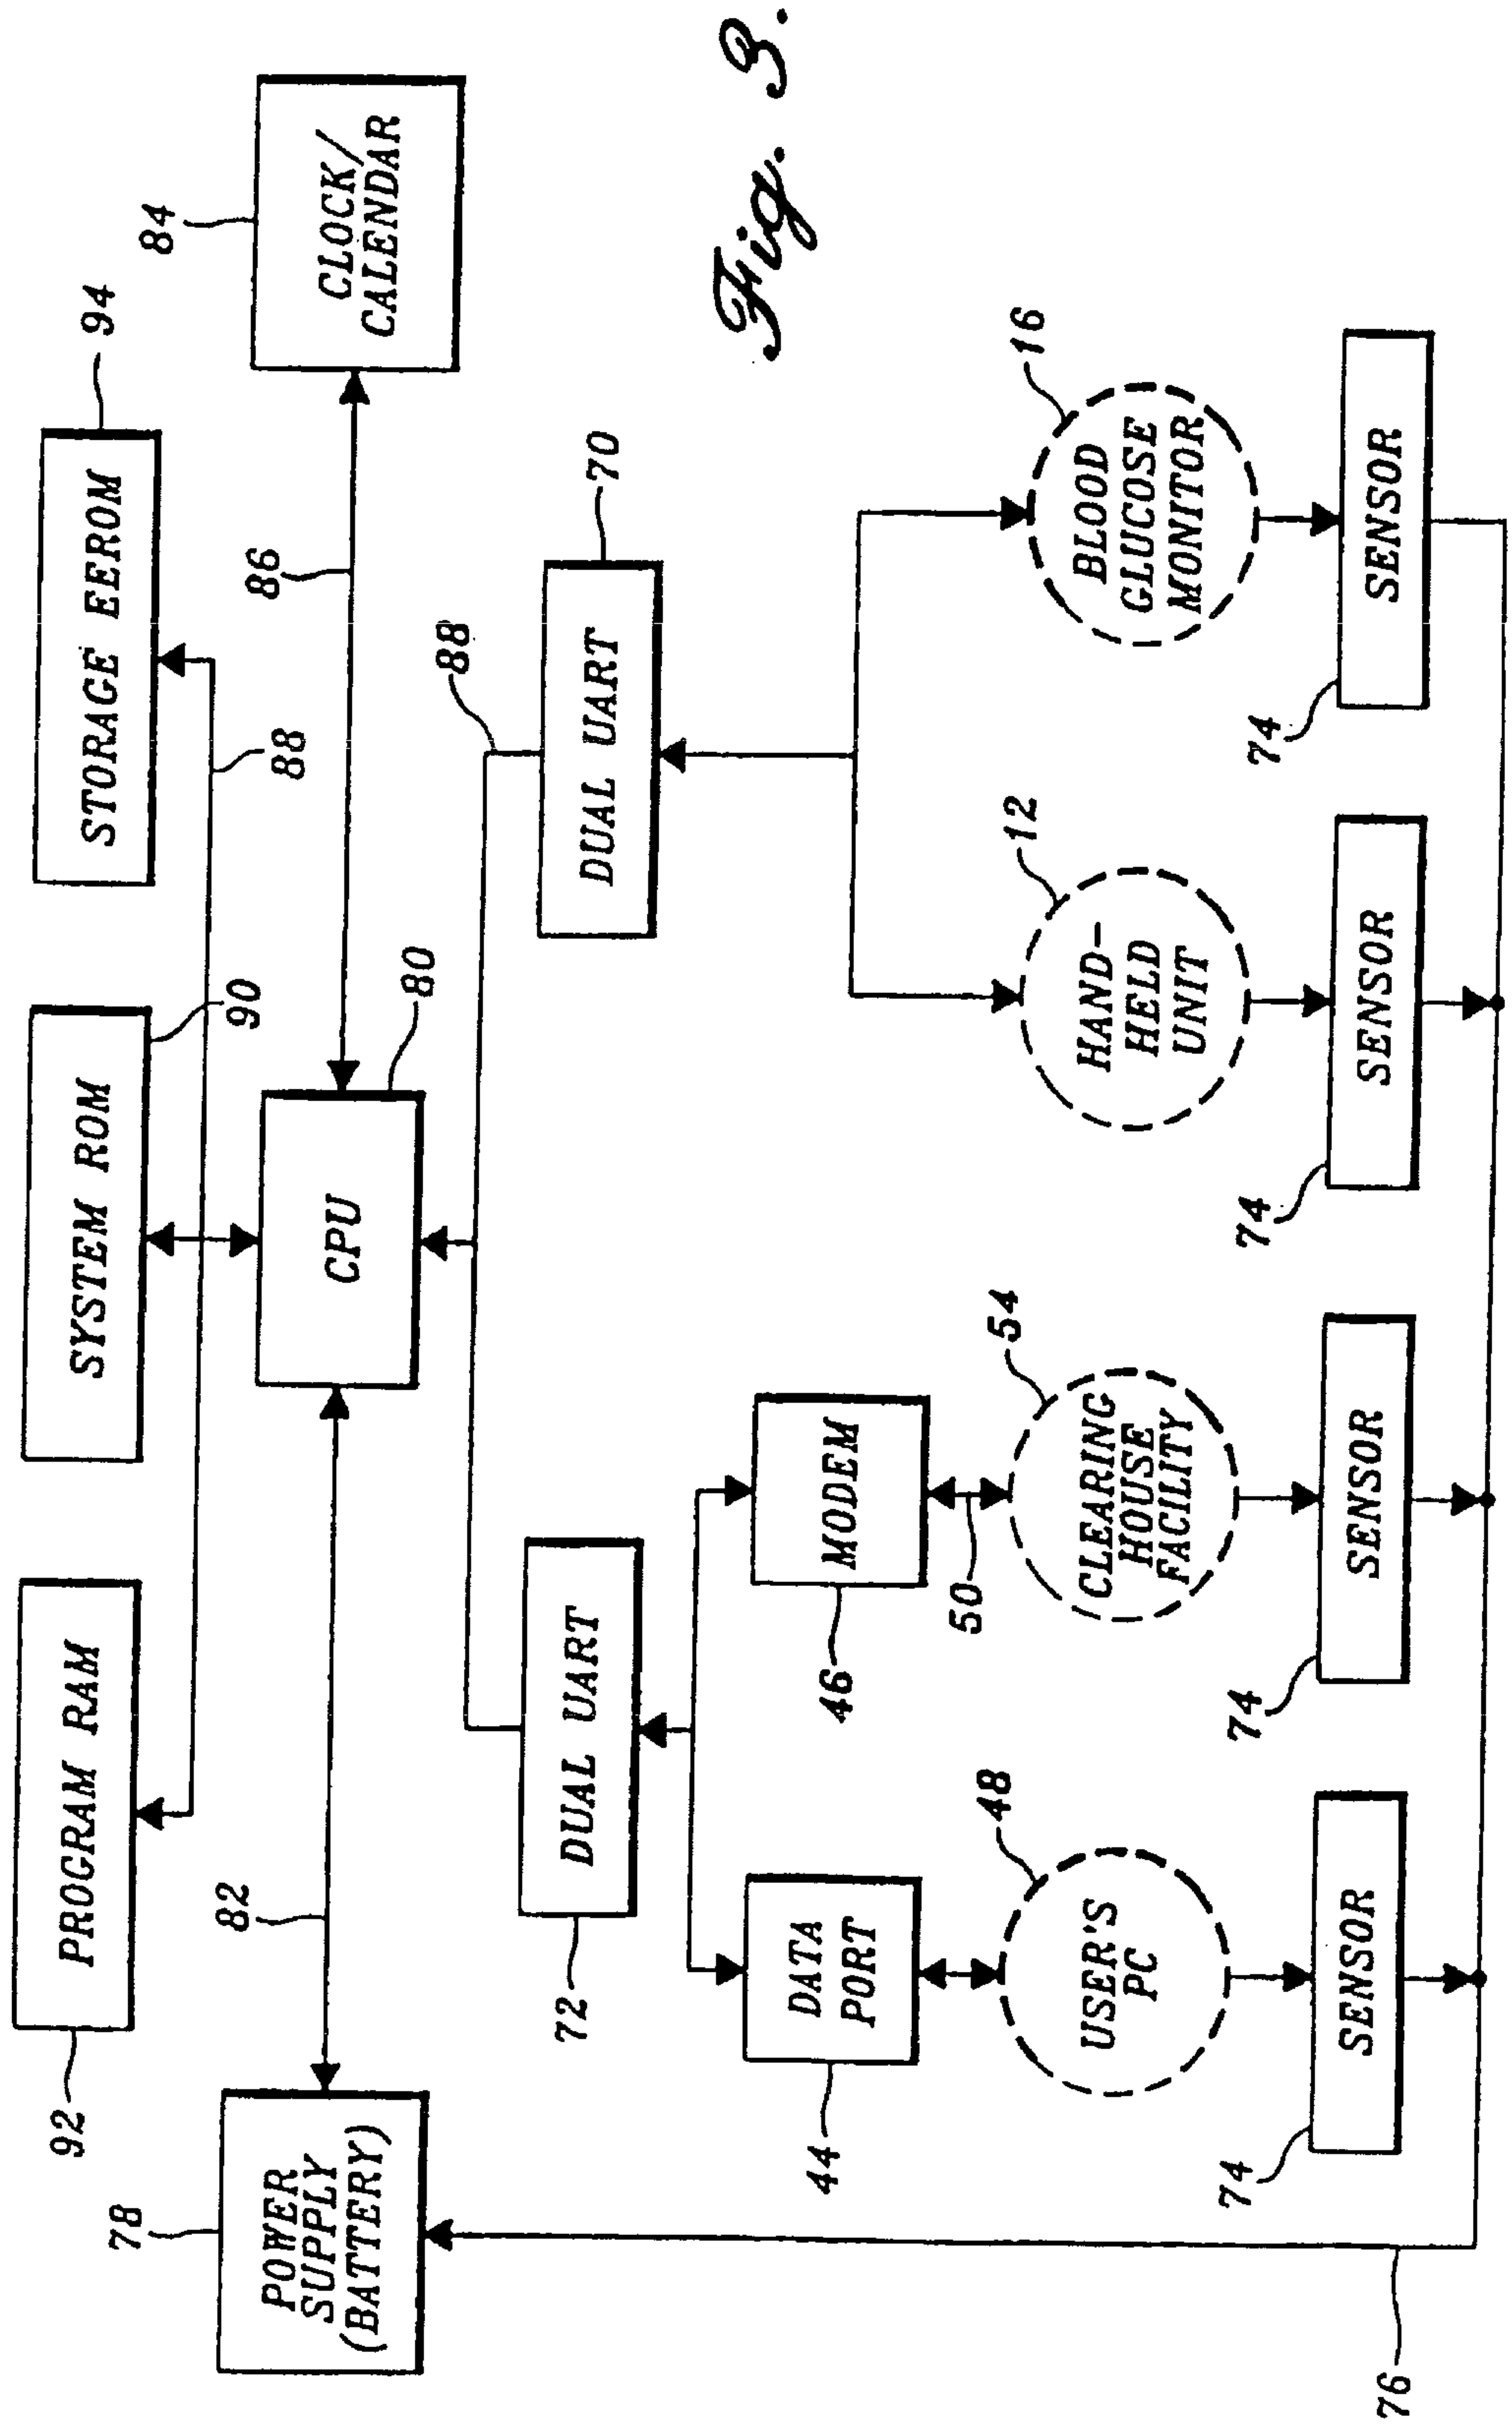 92
PROGRAM RAM
SYSTEM ROM
90
STORAGE EEROM
94
88
78
POWER
SUPPLY
(BATTERY)
82
CPU
80
86
84
CLOCK/
CALENDAR
72
DUAL UART
88
DUAL UART
70
44
DATA
PORT
46
MODEM
50
48
USER'S
PC
54
CLEARING
HOUSE
FACILITY
12
HAND-
HELD
UNIT
16
BLOOD
GLUCOSE
MONITOR
74
SENSOR
74
SENSOR
74
SENSOR
74
SENSOR
76
Fig. 3.